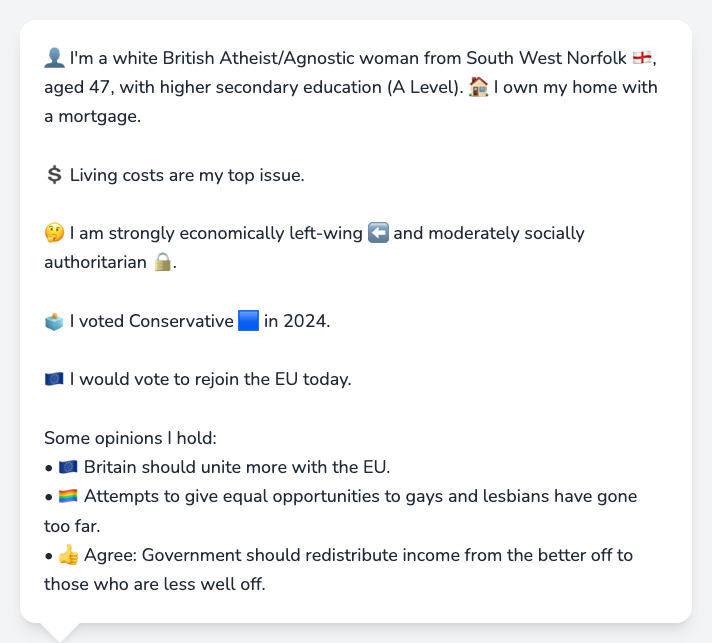 👤 I'm a white British Atheist/Agnostic woman from South West Norfolk 🏴󠁧󠁢󠁥󠁮󠁧󠁿,
aged 47, with higher secondary education (A Level). 🏠 I own my home with
a mortgage.
💲 Living costs are my top issue.
🤔 I am strongly economically left-wing ⬅️ and moderately socially
authoritarian 🔒.
🗳️ I voted Conservative 🟦 in 2024.
🇪🇺 I would vote to rejoin the EU today.
Some opinions I hold:
• 🇪🇺 Britain should unite more with the EU.
• 🏳️‍🌈 Attempts to give equal opportunities to gays and lesbians have gone
too far.
• 👍 Agree: Government should redistribute income from the better off to
those who are less well off.